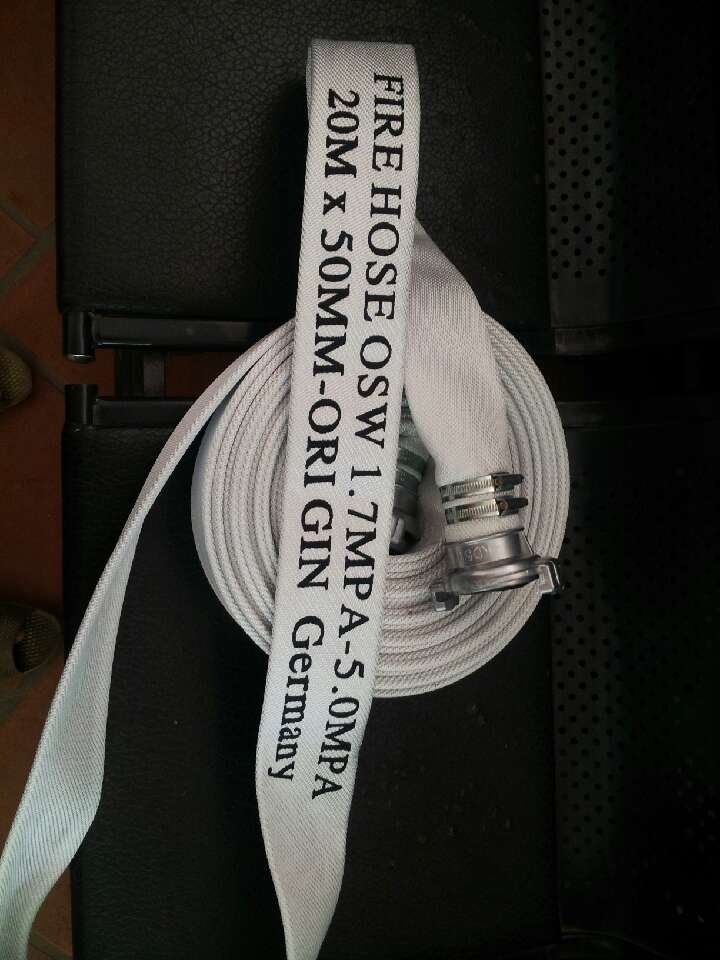 FIRE HOSE OSW 1.7MPA-5.0MPA
20M x 50MM-ORIGIN Germany